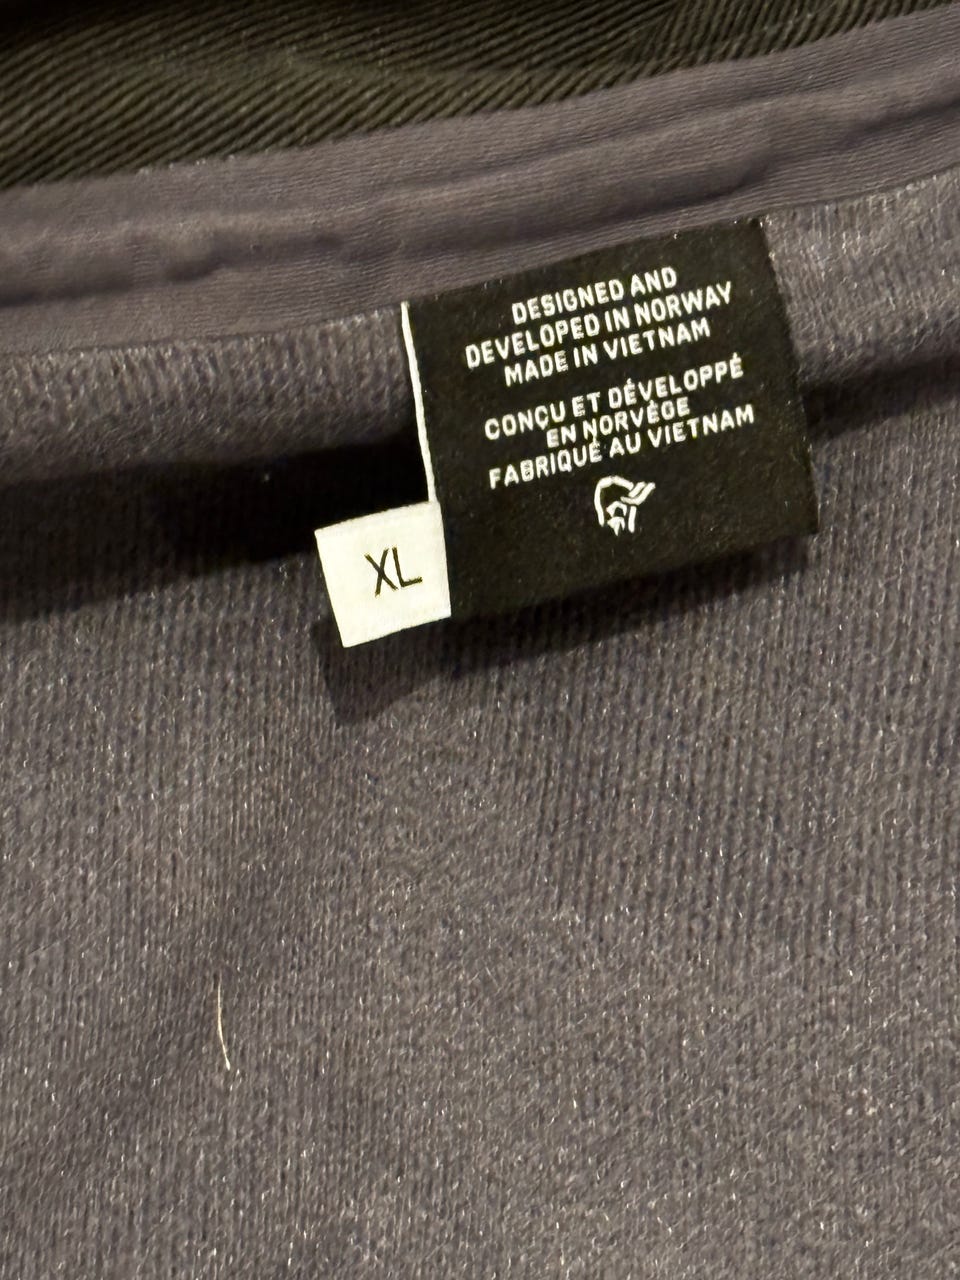 DESIGNED AND
DEVELOPED IN NORWAY
MADE IN VIETNAM
CONÇU ET DÉVELOPPÉ
EN NORVÈGE
FABRIQUÉ AU VIETNAM
XL